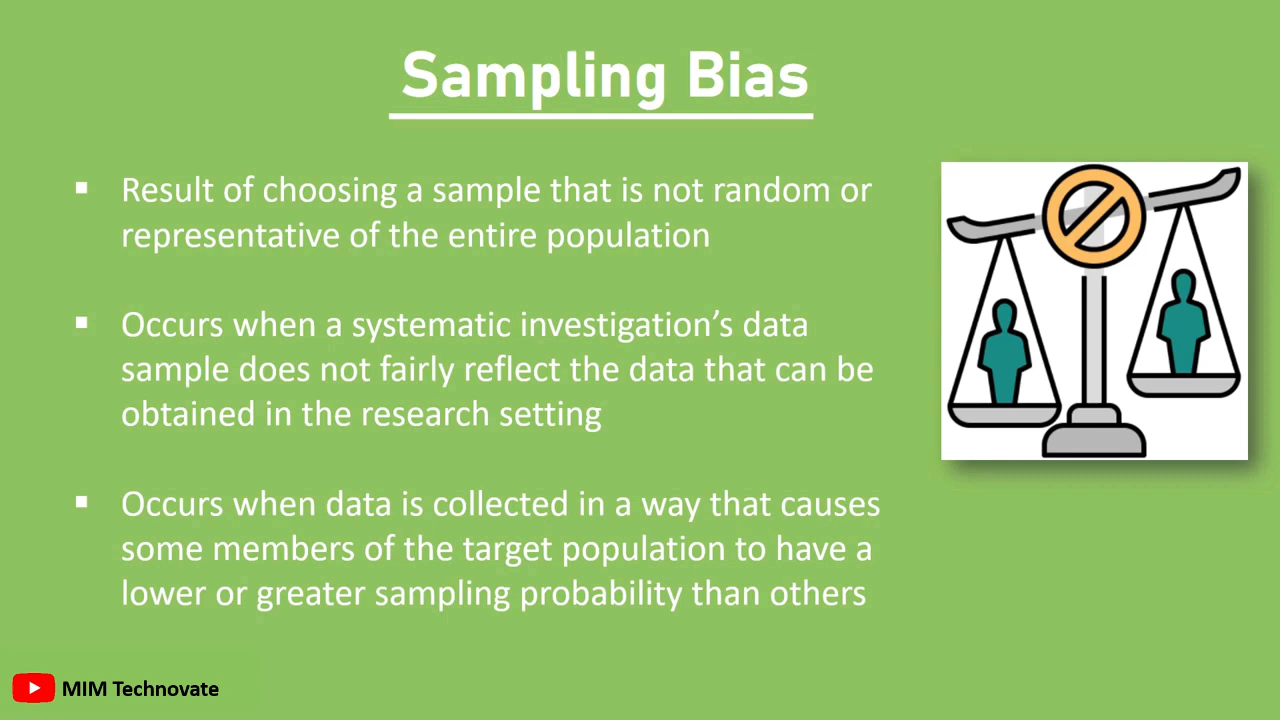 Sampling Bias
▪ Result of choosing a sample that is not random or
representative of the entire population
▪ Occurs when a systematic investigation’s data
sample does not fairly reflect the data that can be
obtained in the research setting
▪ Occurs when data is collected in a way that causes
some members of the target population to have a
lower or greater sampling probability than others
MIM Technovate